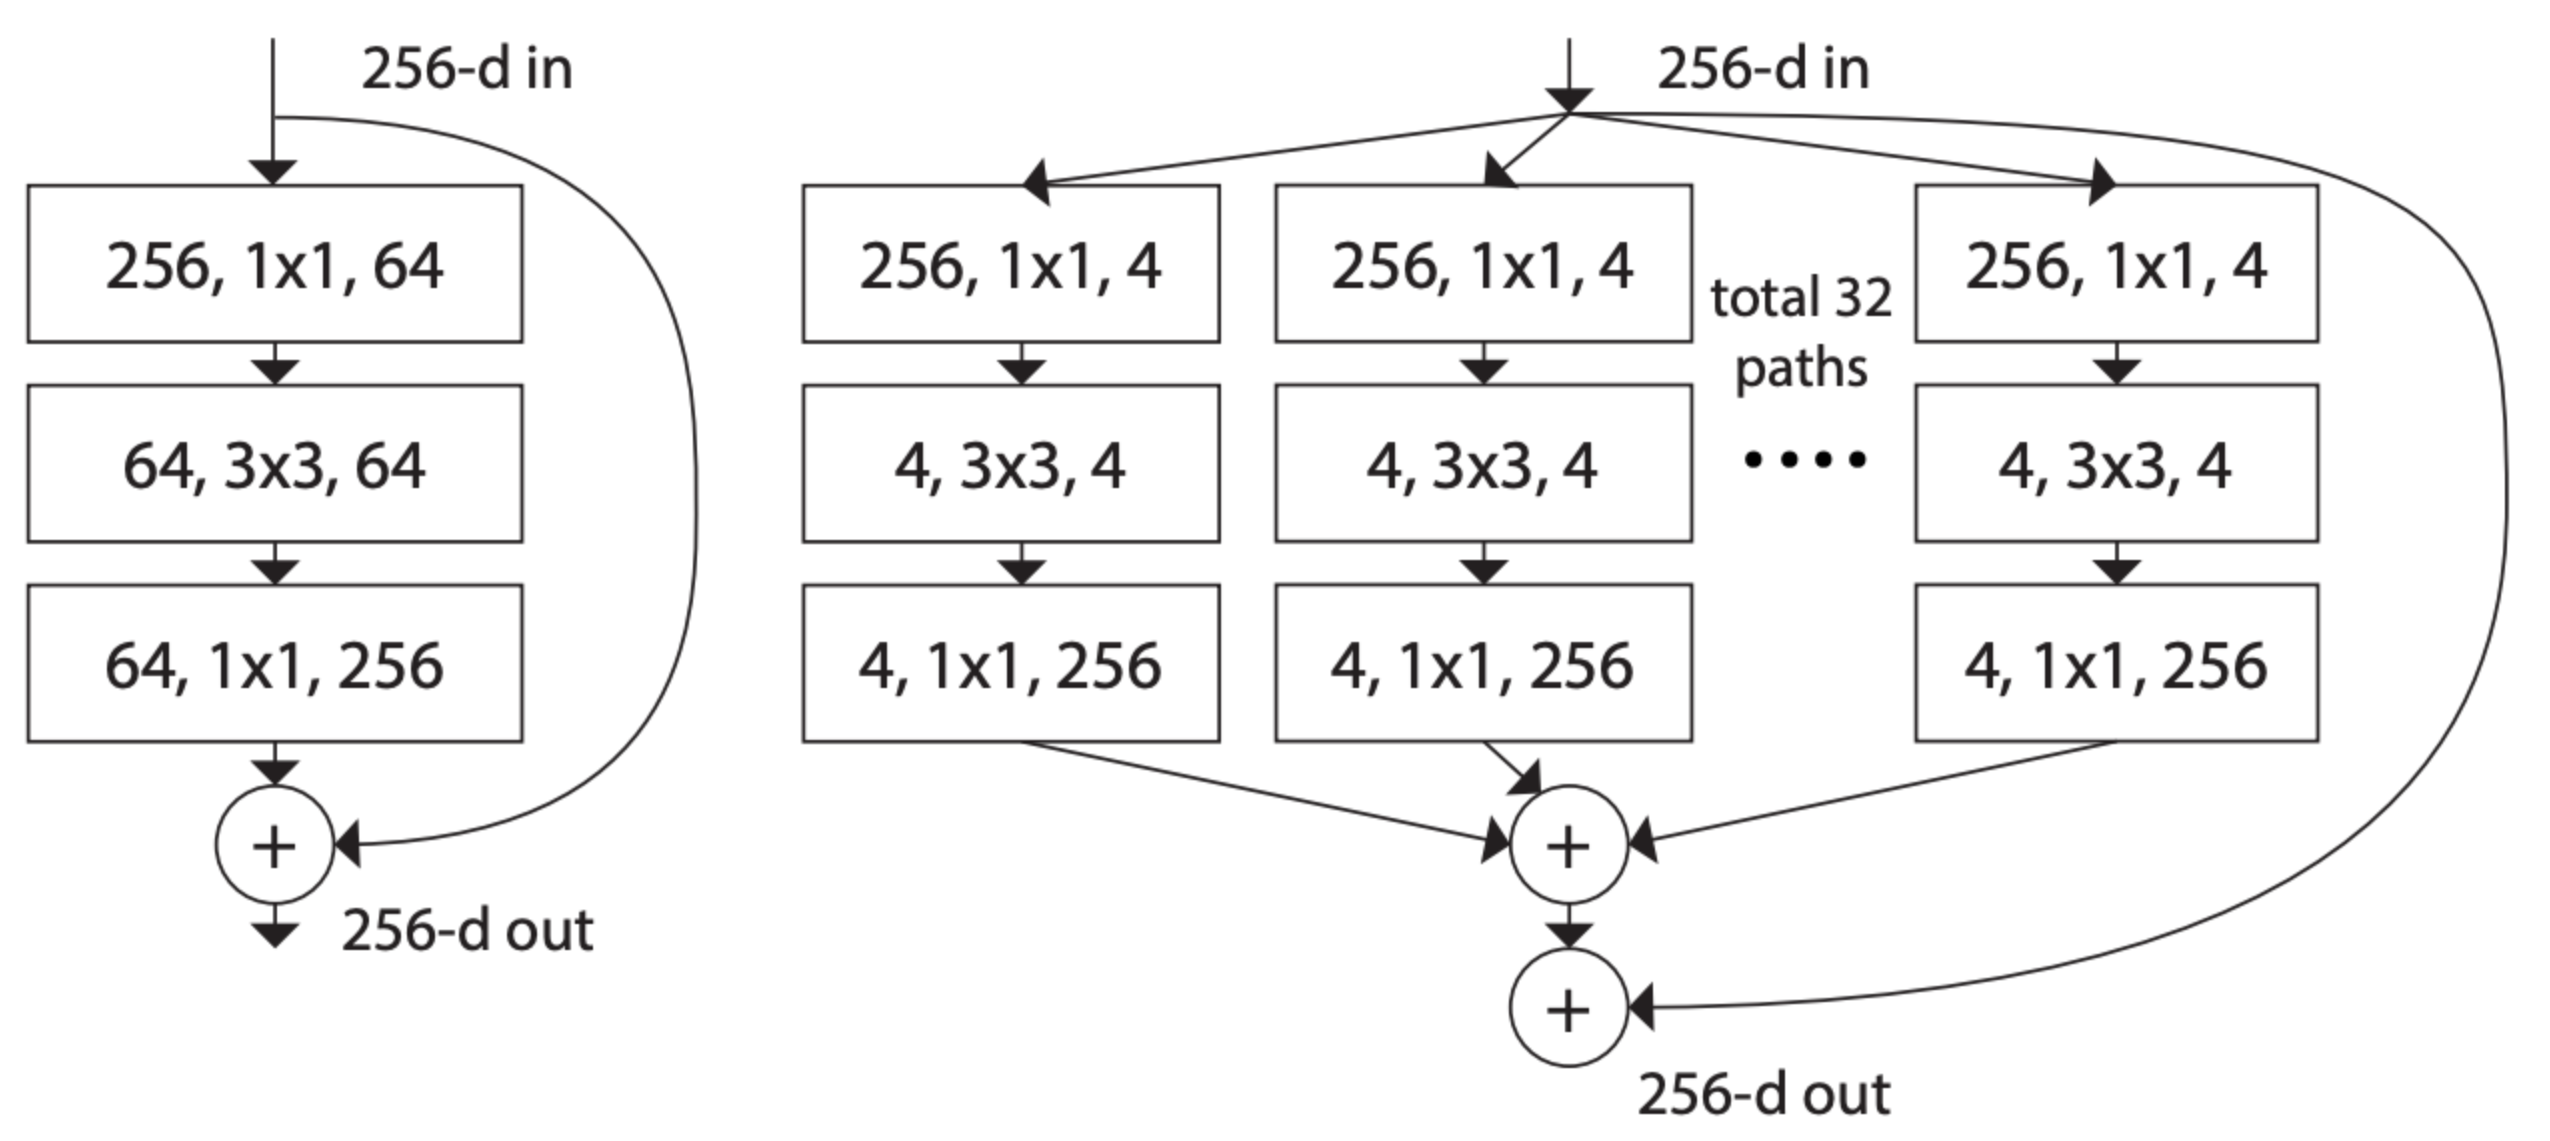 256-d in
256, 1x1, 64
64, 3x3, 64
64, 1x1, 256
+
256-d out
256-d in
256, 1x1, 4
256, 1x1, 4
total 32
paths
256, 1x1, 4
4, 3x3, 4
4, 3x3, 4
....
4, 3x3, 4
4, 1x1, 256
4, 1x1, 256
4, 1x1, 256
+
+
256-d out